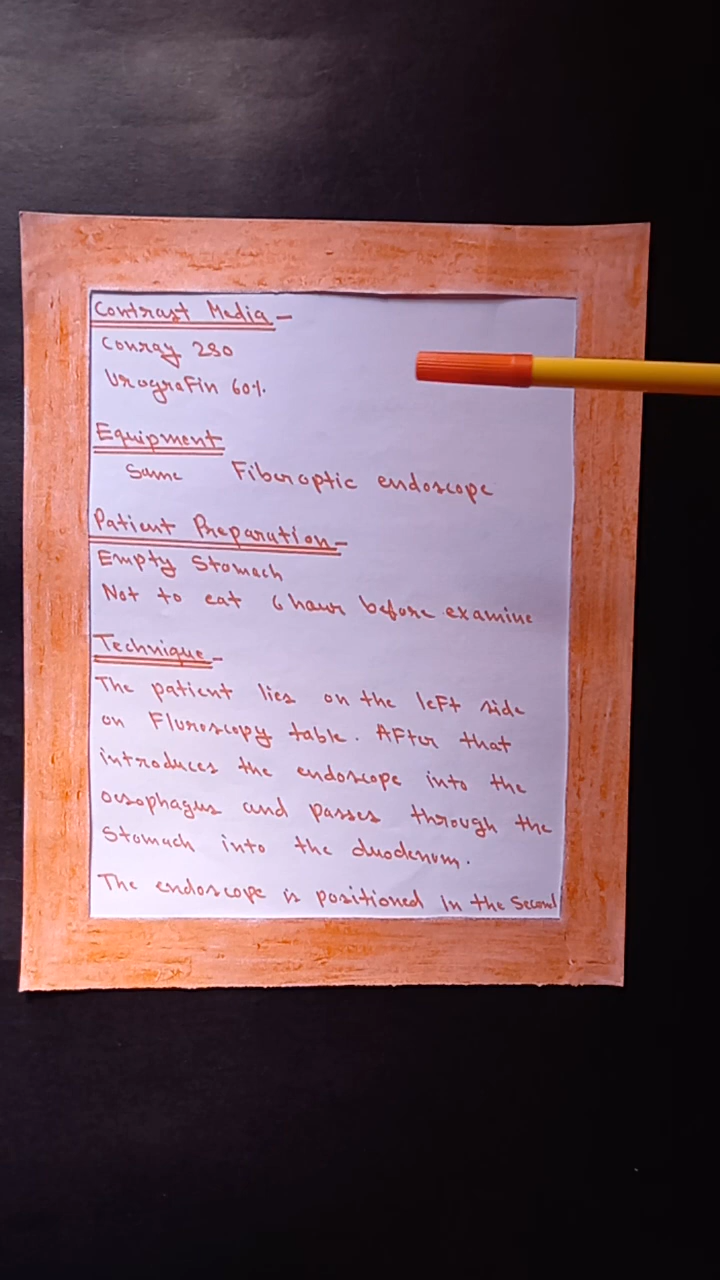 Contrast Media -
Conray 280
Urografin 60%.
Equipment
Same Fiberoptic endoscope
Patient Preparation -
Empty Stomach
Not to eat 6 hour before examine
Technique -
The patient lies on the left side
on Fluroscopy table. After that
introduces the endoscope into the
oesophagus and passes through the
Stomach into the duodenum.
The endoscope is positioned in the Second